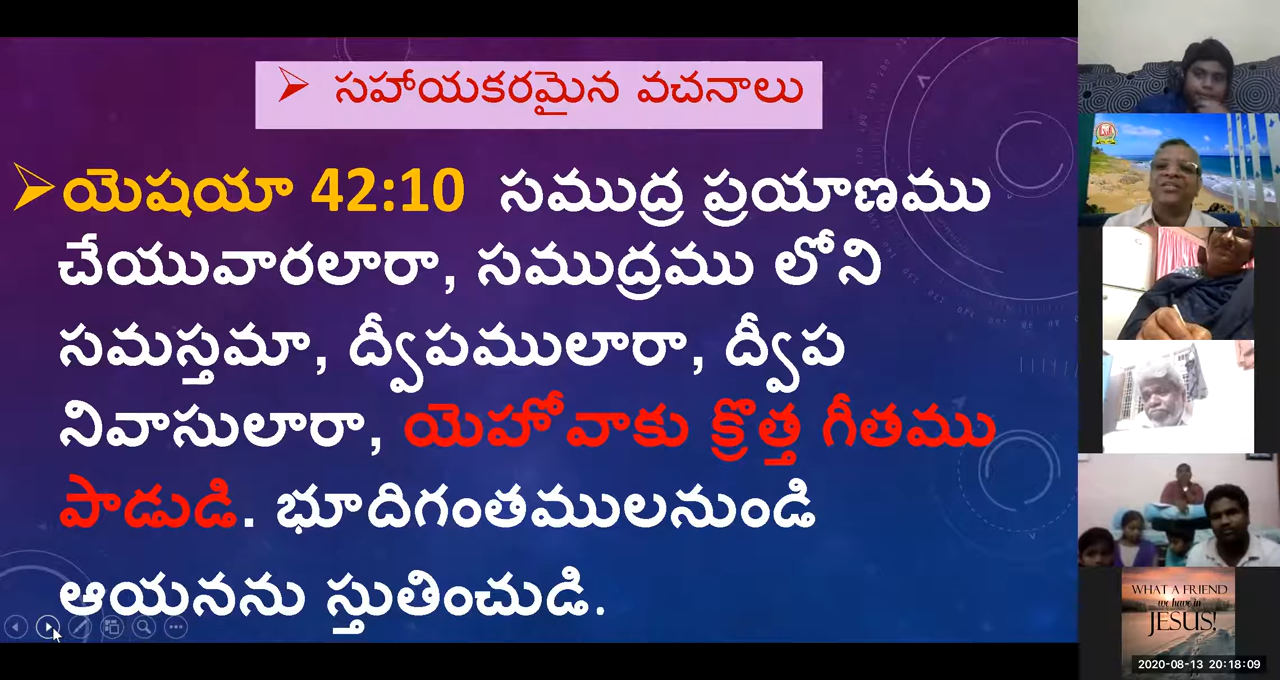 సహాయకరమైన వచనాలు
యెషయా 42:10 సముద్ర ప్రయాణము
చేయువారలారా, సముద్రము లోని
సమస్తమా, ద్వీపములారా, ద్వీప
నివాసులారా, యెహోవాకు క్రొత్త గీతము
పాడుడి. భూదిగంతములనుండి
ఆయనను స్తుతించుడి.
WHAT A FRIEND
we have in
JESUS!
2020-08-13 20:18:09